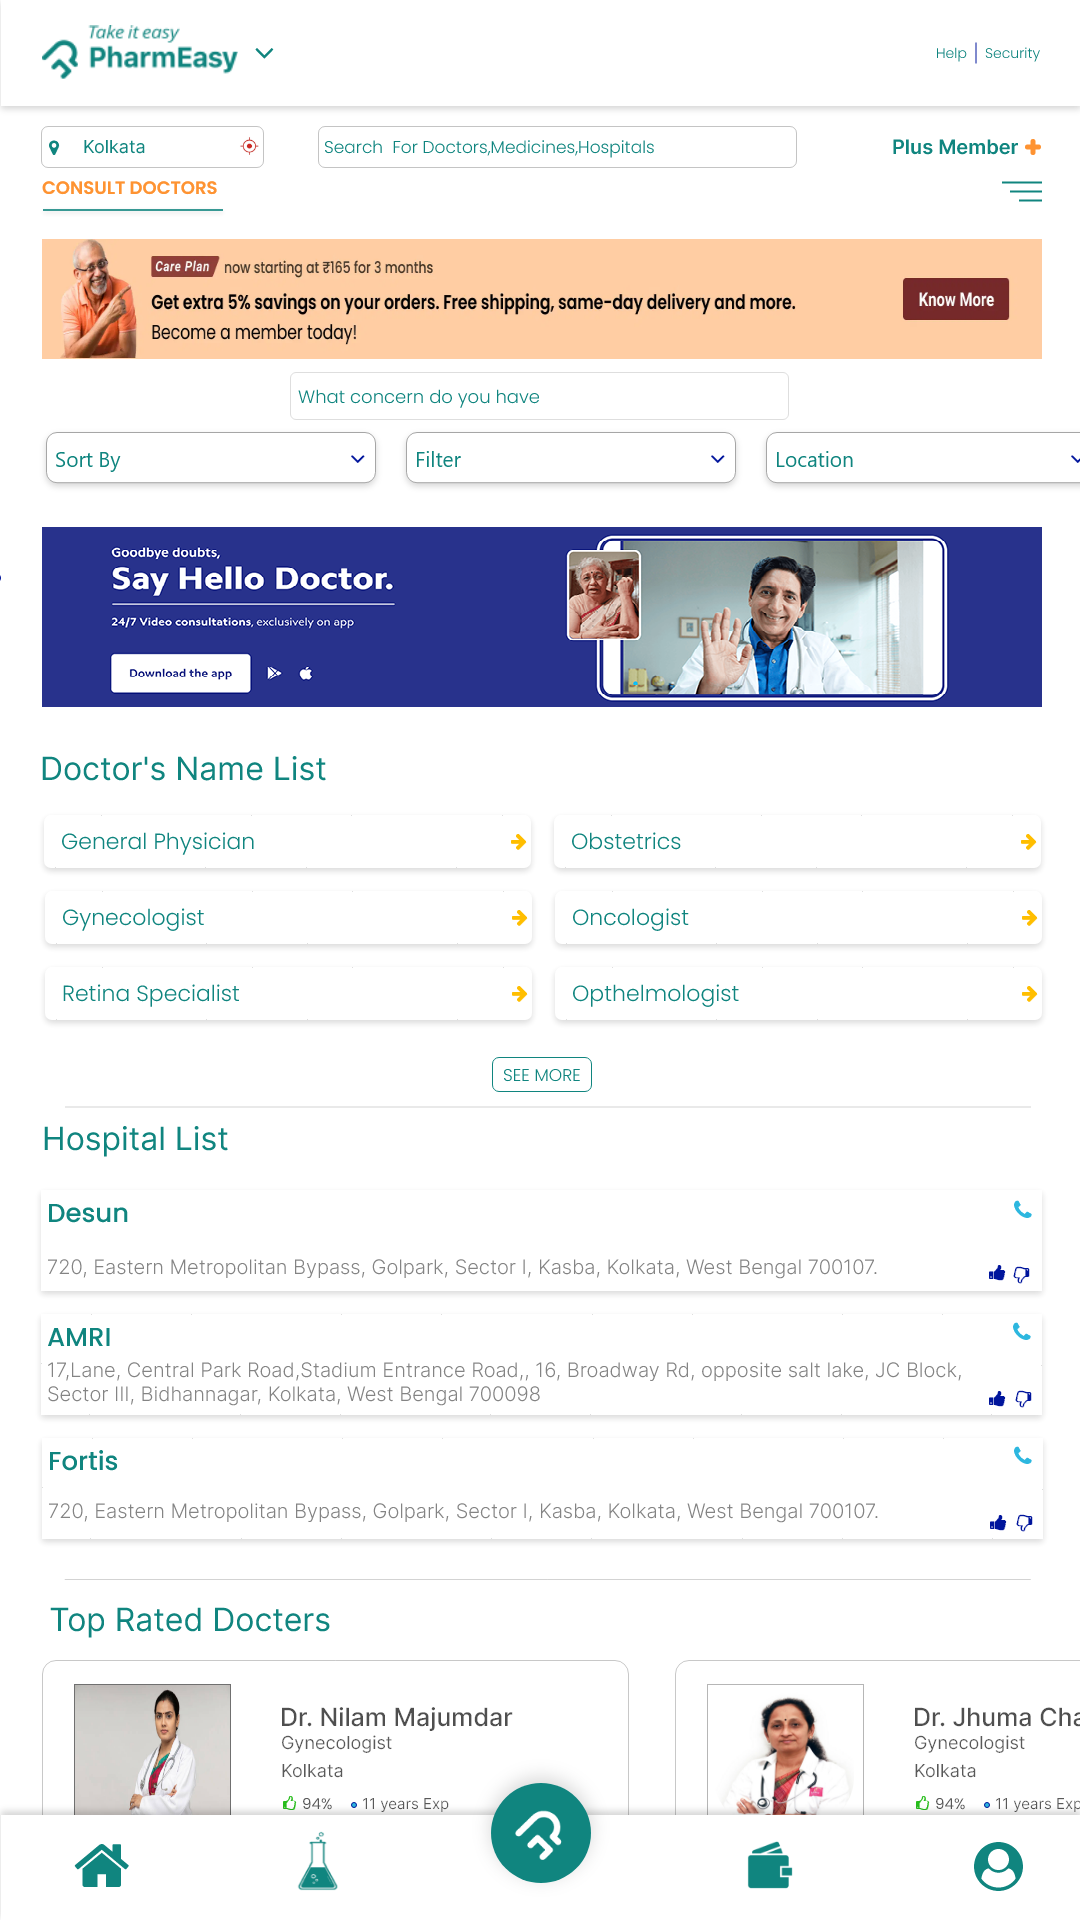 Take it easy
PharmEasy
Help
Security
Kolkata
Search For Doctors,Medicines,Hospitals
Plus Member
CONSULT DOCTORS
Care Plan now starting at ₹165 for 3 months
Get extra 5% savings on your orders. Free shipping, same-day delivery and more.
Become a member today!
Know More
What concern do you have
Sort By
Filter
Location
Goodbye doubts,
Say Hello Doctor.
24/7 Video consultations, exclusively on app
Download the app
Doctor's Name List
General Physician
Obstetrics
Gynecologist
Oncologist
Retina Specialist
Opthelmologist
SEE MORE
Hospital List
Desun
720, Eastern Metropolitan Bypass, Golpark, Sector I, Kasba, Kolkata, West Bengal 700107.
AMRI
17,Lane, Central Park Road,Stadium Entrance Road,, 16, Broadway Rd, opposite salt lake, JC Block,
Sector III, Bidhannagar, Kolkata, West Bengal 700098
Fortis
720, Eastern Metropolitan Bypass, Golpark, Sector I, Kasba, Kolkata, West Bengal 700107.
Top Rated Docters
Dr. Nilam Majumdar
Gynecologist
Kolkata
94%
11 years Exp
Dr. Jhuma Cha
Gynecologist
Kolkata
94%
11 years Exp